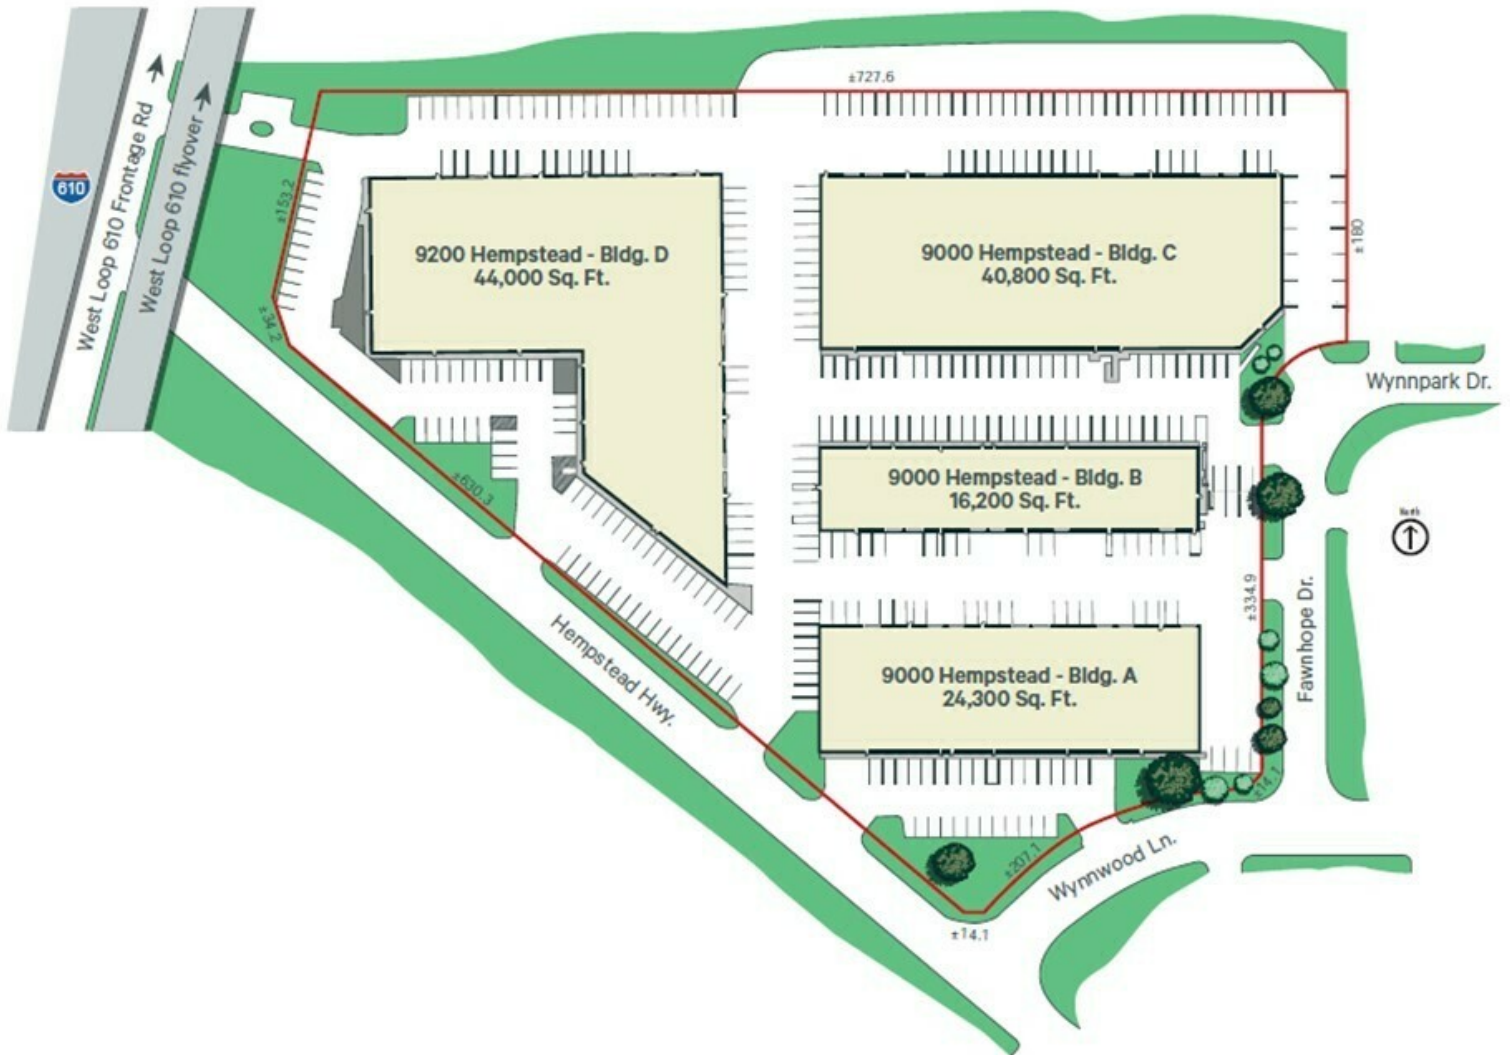 ±727.6
West Loop 610 Frontage Rd
West Loop 610 flyover
610
±153.2
±34.2
9200 Hempstead - Bldg. D
44,000 Sq. Ft.
9000 Hempstead - Bldg. C
40,800 Sq. Ft.
±180
Wynnpark Dr.
±630.3
9000 Hempstead - Bldg. B
16,200 Sq. Ft.
North
±334.9
Fawnhope Dr.
Hempstead Hwy.
9000 Hempstead - Bldg. A
24,300 Sq. Ft.
±14.1
±207.1
Wynnwood Ln.
±14.1